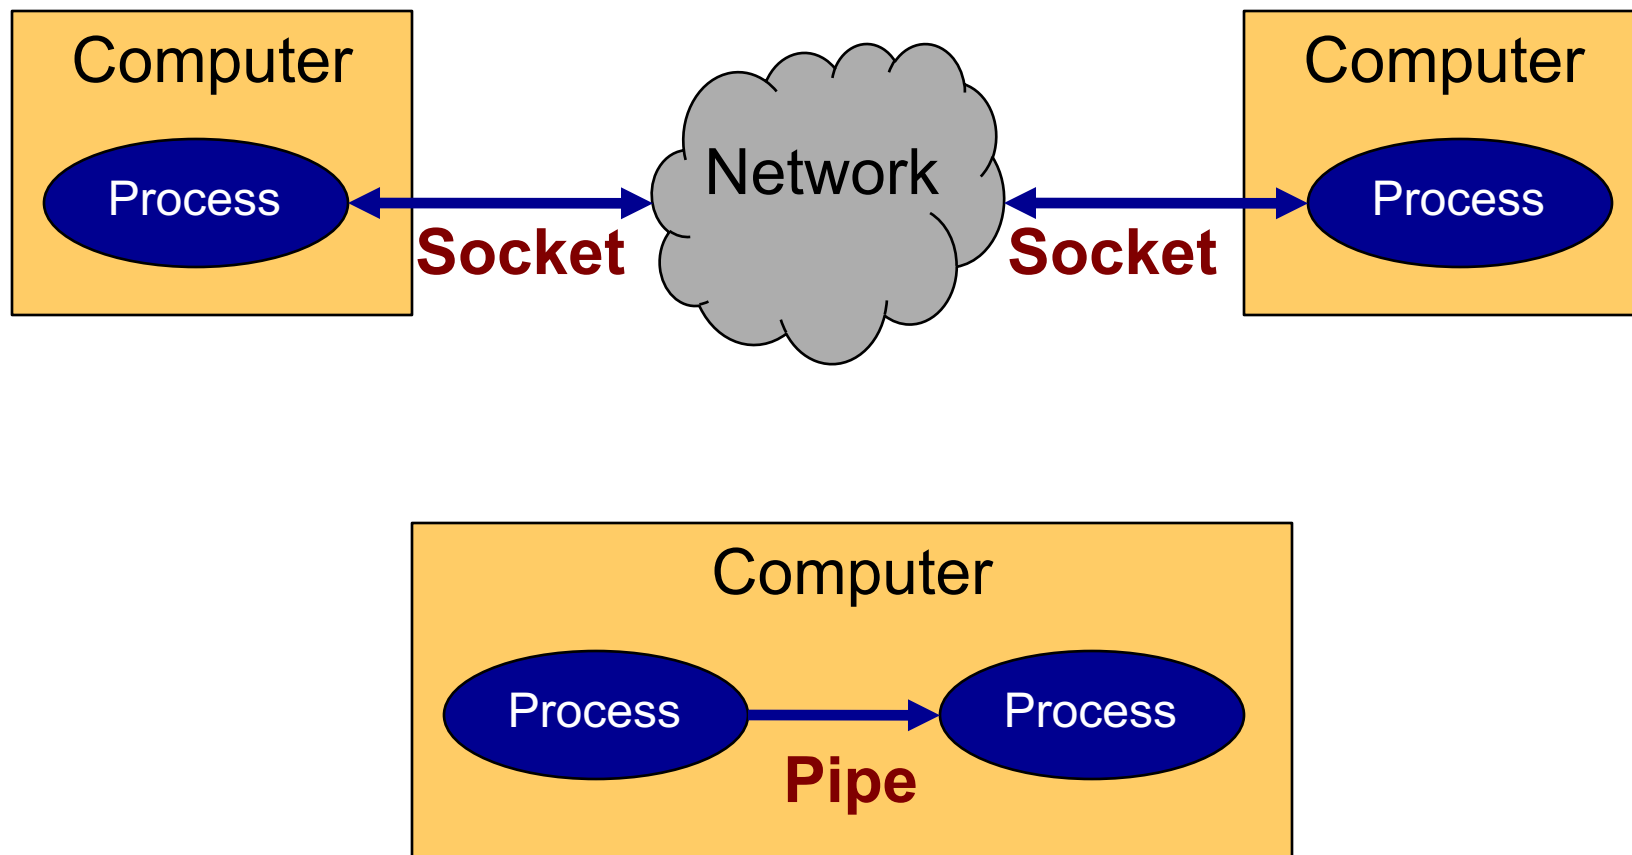 Computer
Process
Socket
Network
Socket
Computer
Process
Computer
Process
Process
Pipe